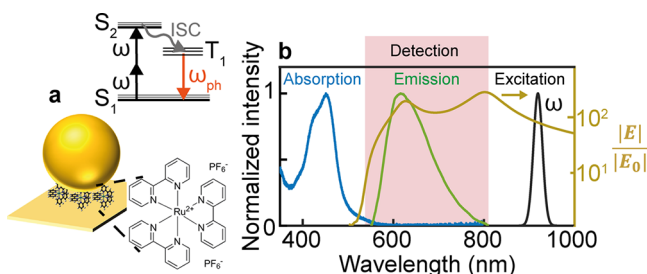 S2
ISC
T1
ω
ω
ωph
S1
a
PF6-
N
N
N
Ru2+
N
N
N
PF6-
b
Detection
Absorption
Emission
Excitation
ω
Normalized intensity
1
0
10²
10¹
|E|
|E0|
400
600
800
1000
Wavelength (nm)